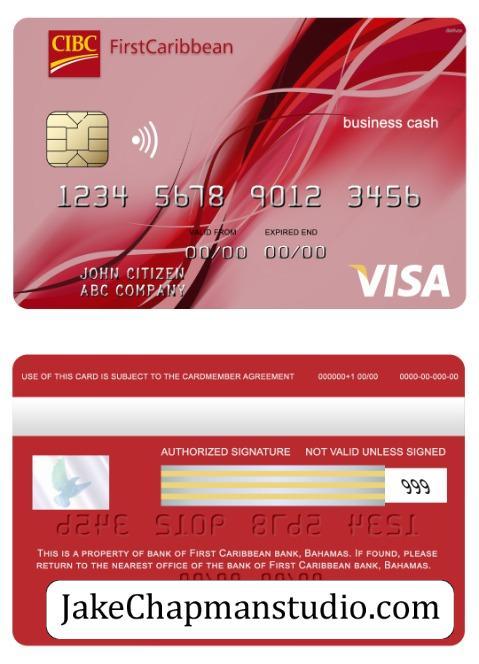 CIBC FirstCaribbean
business cash
1234 5678 9012 3456
VALID FROM EXPIRED END
00/00 00/00
JOHN CITIZEN
ABC COMPANY
VISA
USE OF THIS CARD IS SUBJECT TO THE CARDMEMBER AGREEMENT 000000+1 00/00 0000-00-000-00
AUTHORIZED SIGNATURE NOT VALID UNLESS SIGNED
999
THIS IS A PROPERTY OF BANK OF FIRST CARIBBEAN BANK, BAHAMAS. IF FOUND, PLEASE
RETURN TO THE NEAREST OFFICE OF THE BANK OF FIRST CARIBBEAN BANK, BAHAMAS.
JakeChapmanstudio.com